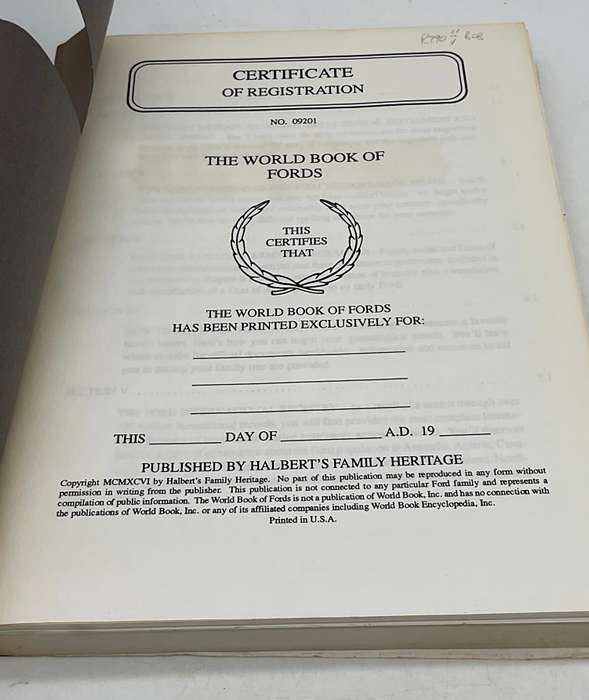 CERTIFICATE
OF REGISTRATION
NO. 09201
THE WORLD BOOK OF
FORDS
THIS
CERTIFIES
THAT
THE WORLD BOOK OF FORDS
HAS BEEN PRINTED EXCLUSIVELY FOR:
THIS ____________ DAY OF ________________ A.D. 19 ________
PUBLISHED BY HALBERT'S FAMILY HERITAGE
Copyright MCMXCVI by Halbert's Family Heritage. No part of this publication may be reproduced in any form without
permission in writing from the publisher. This publication is not connected to any particular Ford family and represents a
compilation of public information. The World Book of Fords is not a publication of World Book, Inc. and has no connection with
the publications of World Book, Inc. or any of its affiliated companies including World Book Encyclopedia, Inc.
Printed in U.S.A.